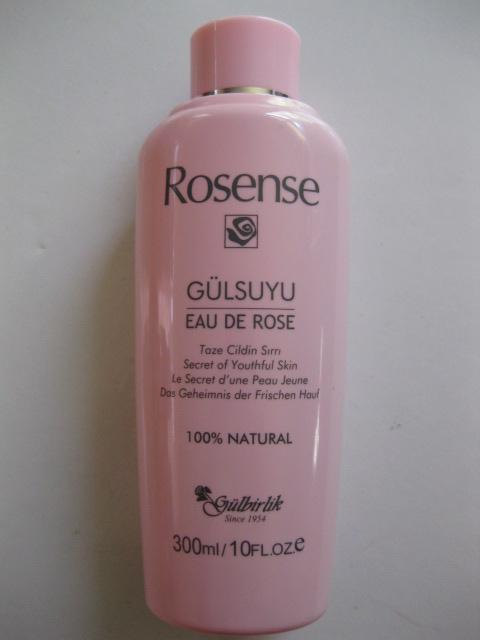 Rosense
GÜLSUYU
EAU DE ROSE
Taze Cildin Sırrı
Secret of Youthful Skin
Le Secret d'une Peau Jeune
Das Geheimnis der Frischen Hauf
100% NATURAL
Gülbirlik
Since 1954
300ml/10FL.OZ.e